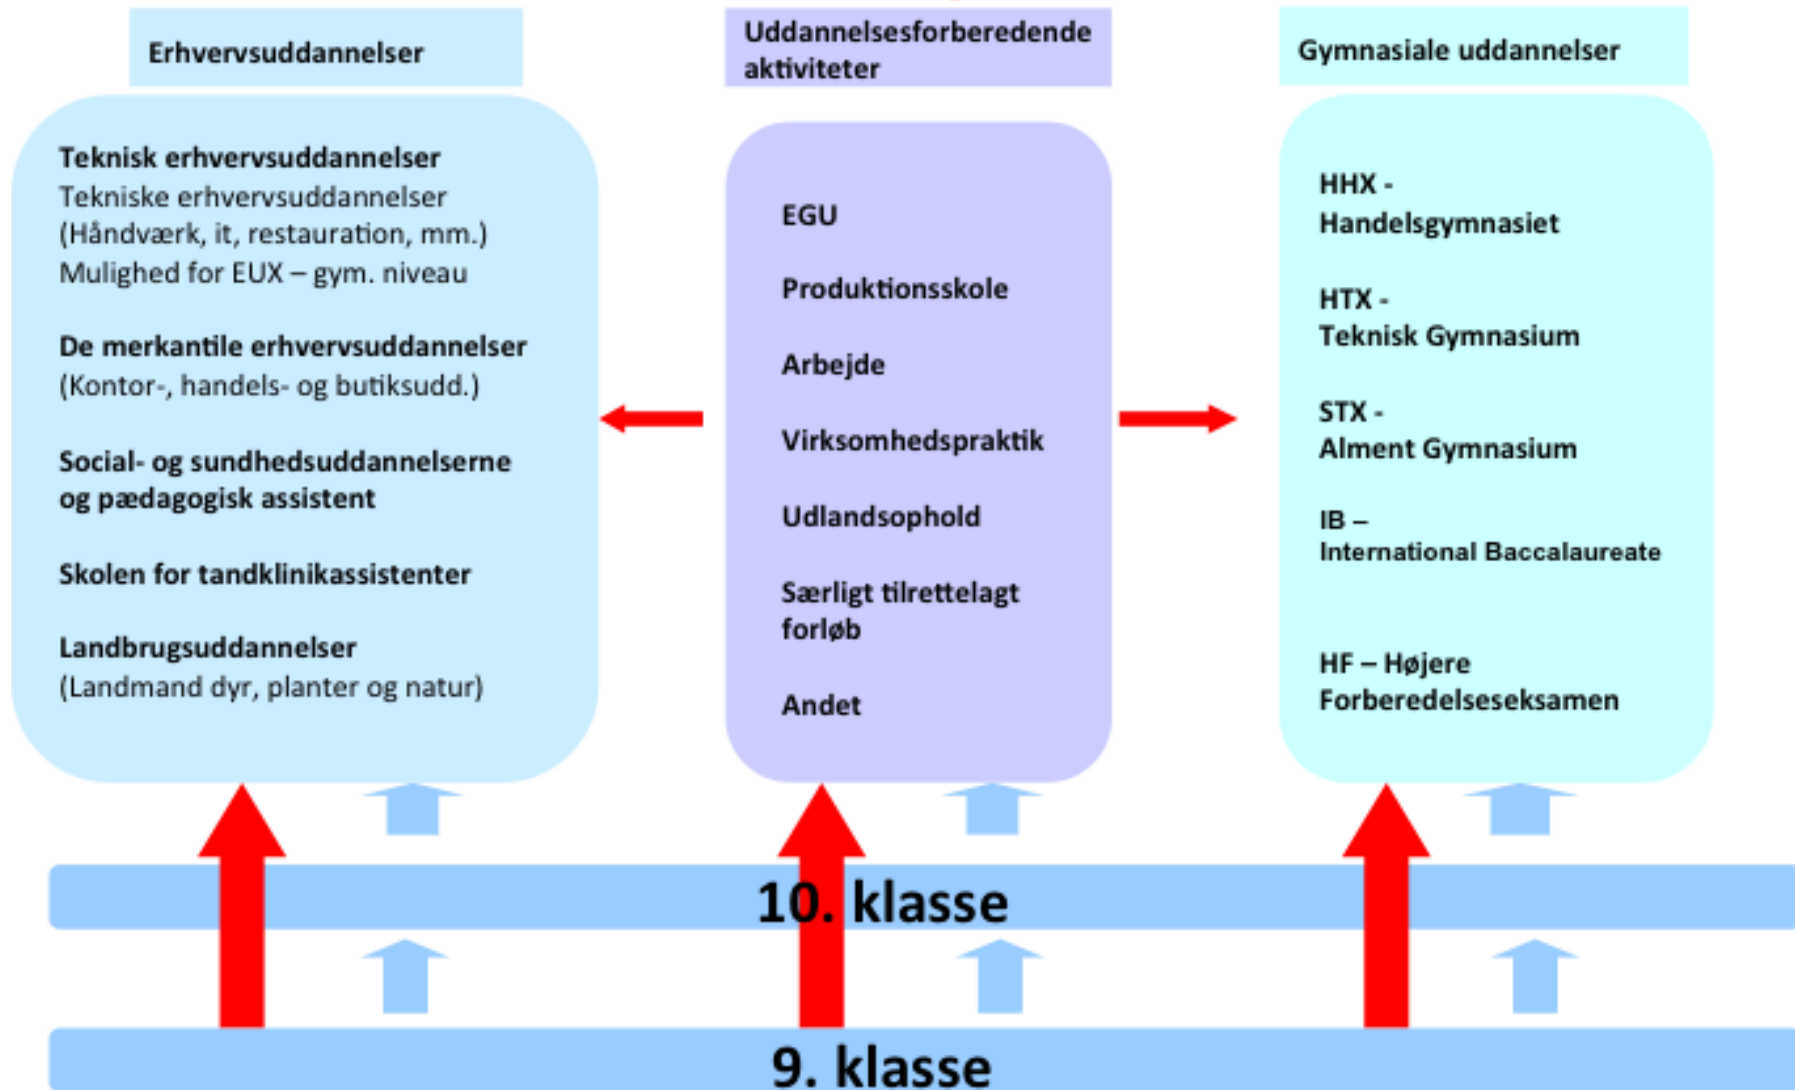 Erhvervsuddannelser
Teknisk erhvervsuddannelser
Tekniske erhvervsuddannelser
(Håndværk, it, restauration, mm.)
Mulighed for EUX – gym. niveau
De merkantile erhvervsuddannelser
(Kontor-, handels- og butiksudd.)
Social- og sundhedsuddannelserne
og pædagogisk assistent
Skolen for tandklinikassistenter
Landbrugsuddannelser
(Landmand dyr, planter og natur)
Uddannelsesforberedende
aktiviteter
EGU
Produktionsskole
Arbejde
Virksomhedspraktik
Udlandsophold
Særligt tilrettelagt
forløb
Andet
Gymnasiale uddannelser
HHX -
Handelsgymnasiet
HTX -
Teknisk Gymnasium
STX -
Alment Gymnasium
IB –
International Baccalaureate
HF – Højere
Forberedelseseksamen
10. klasse
9. klasse